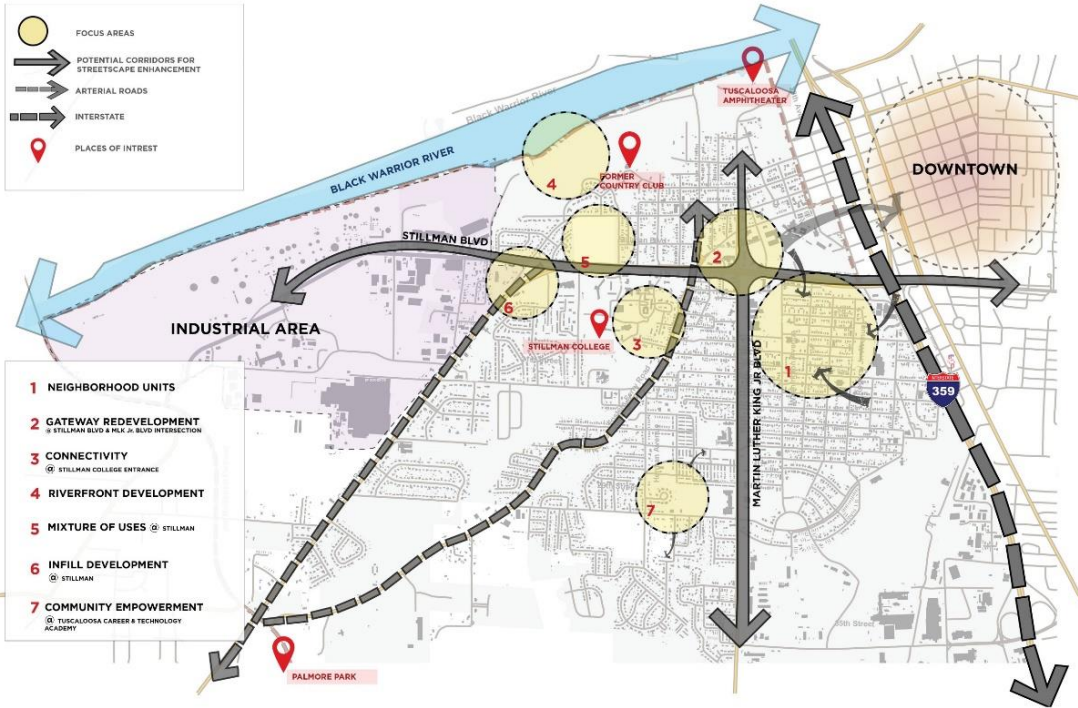 FOCUS AREAS
POTENTIAL CORRIDORS FOR
STREETSCAPE ENHANCEMENT
ARTERIAL ROADS
INTERSTATE
PLACES OF INTREST
Black Warrior River
BLACK WARRIOR RIVER
TUSCALOOSA
AMPHITHEATER
FORMER
COUNTRY CLUB
4
DOWNTOWN
STILLMAN BLVD
5
2
6
INDUSTRIAL AREA
STILLMAN COLLEGE
3
1
MARTIN LUTHER KING JR BLVD
359
7
1 NEIGHBORHOOD UNITS
2 GATEWAY REDEVELOPMENT
@ STILLMAN BLVD & MLK Jr. BLVD INTERSECTION
3 CONNECTIVITY
@ STILLMAN COLLEGE ENTRANCE
4 RIVERFRONT DEVELOPMENT
5 MIXTURE OF USES @ STILLMAN
6 INFILL DEVELOPMENT
@ STILLMAN
7 COMMUNITY EMPOWERMENT
@ TUSCALOOSA CAREER & TECHNOLOGY
ACADEMY
Street
PALMORE PARK